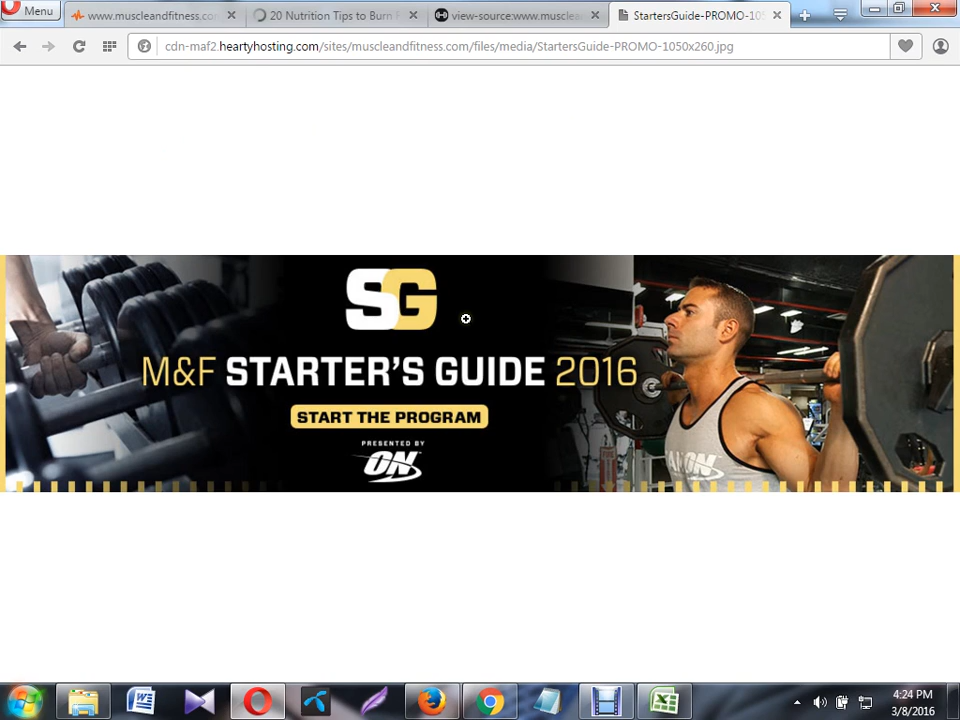 Menu
www.muscleandfitness.co
20 Nutrition Tips to Burn F
view-source:www.musclea
StartersGuide-PROMO-105
cdn-maf2.heartyhosting.com/sites/muscleandfitness.com/files/media/StartersGuide-PROMO-1050x260.jpg
SG
M&F STARTER'S GUIDE 2016
START THE PROGRAM
PRESENTED BY
ON
ON
4:24 PM
3/8/2016